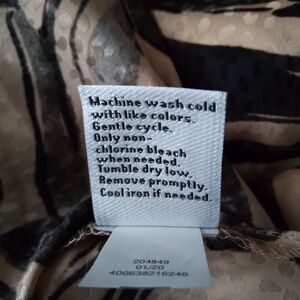 Machine wash cold
with like colors.
Gentle cycle.
Only non-
chlorine bleach
when needed.
Tumble dry low.
Remove promptly.
Cool iron if needed.
204849
01/20
400638216248